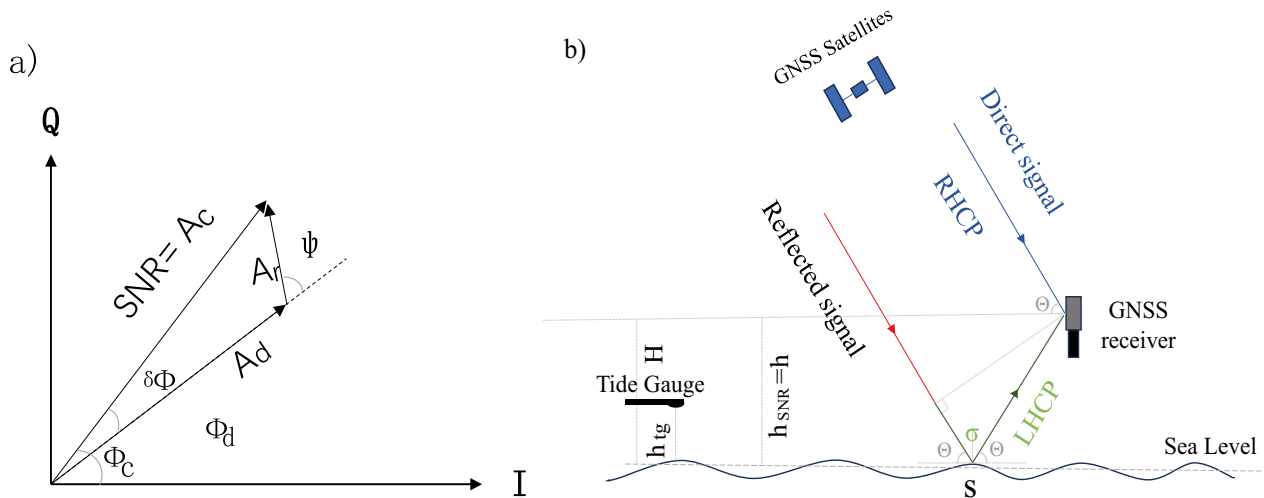 a)
Q
SNR= Ac
ψ
Ar
Ad
δΦ
Φd
ΦC
I
b)
GNSS Satellites
Direct signal
RHCP
Reflected signal
Θ
GNSS
receiver
H
Tide Gauge
hSNR=h
htg
LHCP
σ
Θ
Θ
Sea Level
S